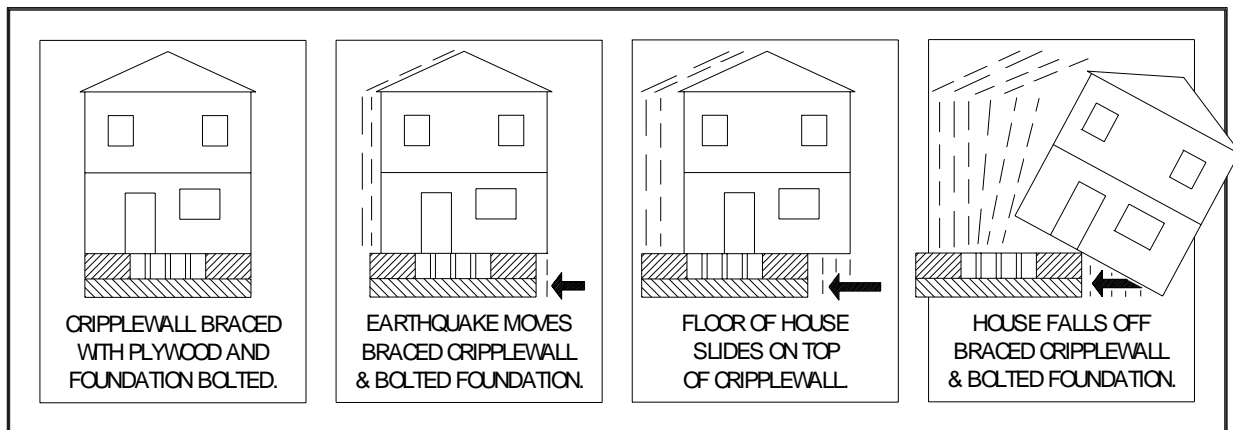 CRIPPLEWALL BRACED
WITH PLYWOOD AND
FOUNDATION BOLTED.
EARTHQUAKE MOVES
BRACED CRIPPLEWALL
& BOLTED FOUNDATION.
FLOOR OF HOUSE
SLIDES ON TOP
OF CRIPPLEWALL.
HOUSE FALLS OFF
BRACED CRIPPLEWALL
& BOLTED FOUNDATION.